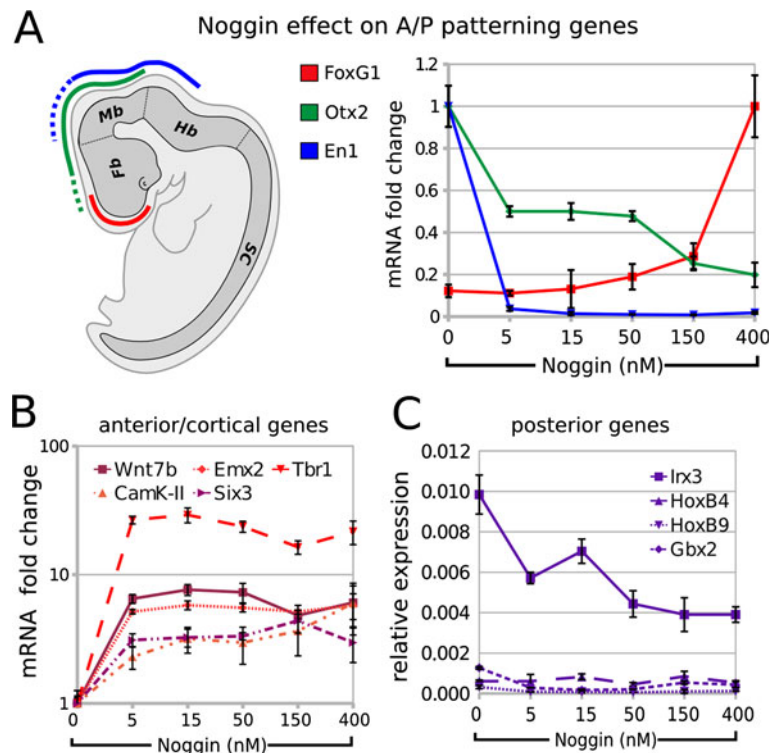 A
Noggin effect on A/P patterning genes
Mb
Hb
Fb
SC
FoxG1
Otx2
En1
mRNA fold change
1.2
1
0.8
0.6
0.4
0.2
0
0 5 15 50 150 400
Noggin (nM)
B
anterior/cortical genes
mRNA fold change
100
10
1
Wnt7b Emx2 Tbr1
CamK-II Six3
0 5 15 50 150 400
Noggin (nM)
C
posterior genes
relative expression
0.012
0.010
0.008
0.006
0.004
0.002
0.000
Irx3
HoxB4
HoxB9
Gbx2
0 5 15 50 150 400
Noggin (nM)